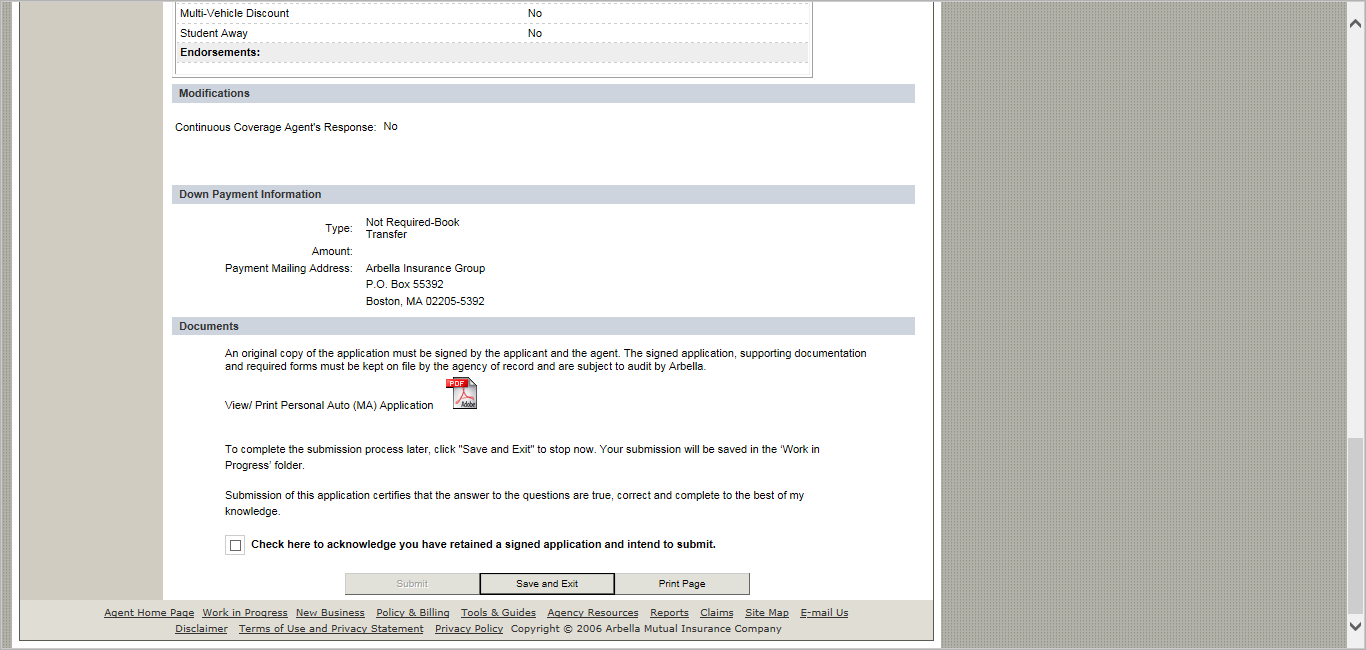 Multi-Vehicle Discount No
Student Away No
Endorsements:
Modifications
Continuous Coverage Agent's Response: No
Down Payment Information
Type: Not Required-Book
Transfer
Amount:
Payment Mailing Address: Arbella Insurance Group
P.O. Box 55392
Boston, MA 02205-5392
Documents
An original copy of the application must be signed by the applicant and the agent. The signed application, supporting documentation
and required forms must be kept on file by the agency of record and are subject to audit by Arbella.
PDF
Adobe
View/ Print Personal Auto (MA) Application
To complete the submission process later, click "Save and Exit" to stop now. Your submission will be saved in the ‘Work in
Progress’ folder.
Submission of this application certifies that the answer to the questions are true, correct and complete to the best of my
knowledge.
Check here to acknowledge you have retained a signed application and intend to submit.
Submit Save and Exit Print Page
Agent Home Page Work in Progress New Business Policy & Billing Tools & Guides Agency Resources Reports Claims Site Map E-mail Us
Disclaimer Terms of Use and Privacy Statement Privacy Policy Copyright © 2006 Arbella Mutual Insurance Company